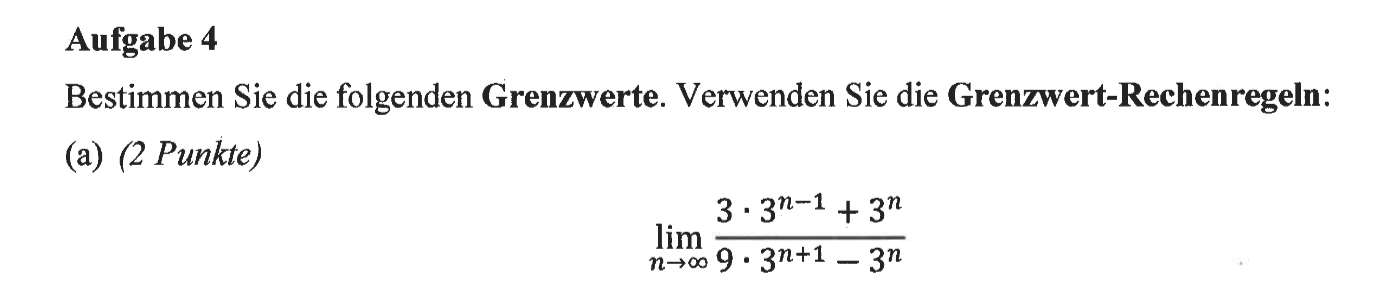 Aufgabe 4
Bestimmen Sie die folgenden Grenzwerte. Verwenden Sie die Grenzwert-Rechenregeln:
(a) (2 Punkte)
lim_{n→∞} \frac{3 · 3^{n−1} + 3^n}{9 · 3^{n+1} − 3^n}